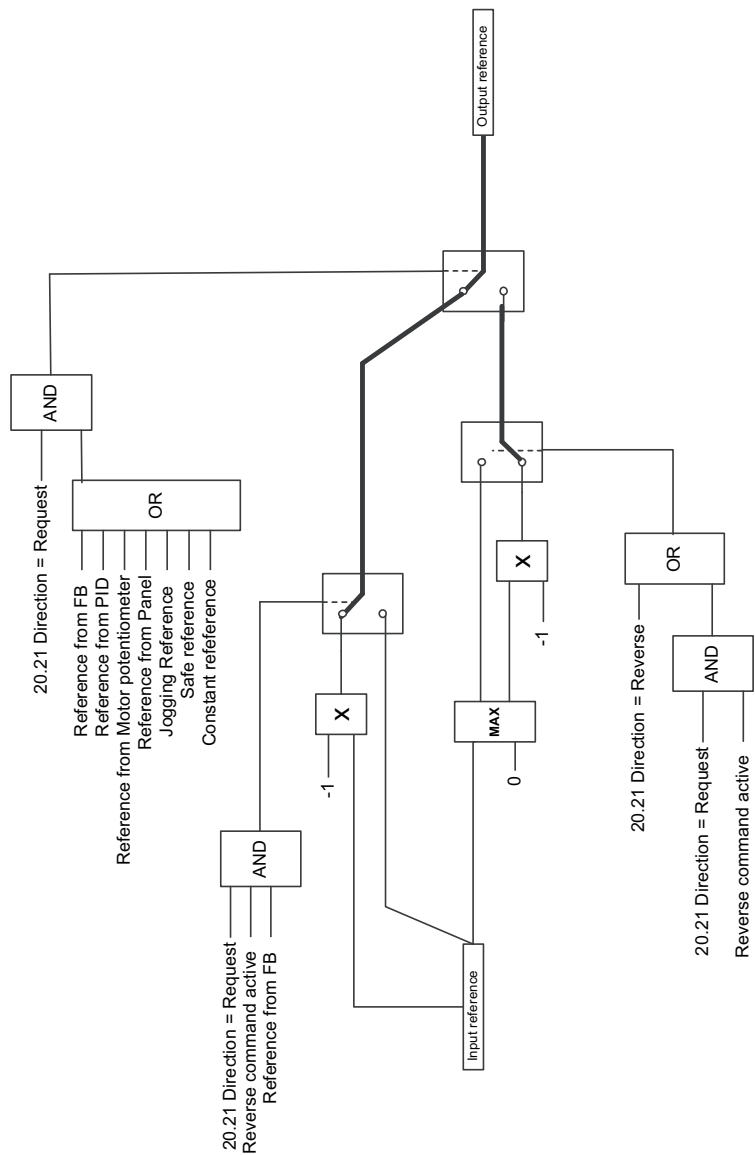 20.21 Direction = Request
AND
Reference from FB
Reference from PID
Reference from Motor potentiometer
Reference from Panel
Jogging Reference
Safe reference
Constant refeference
OR
20.21 Direction = Request
Reverse command active
Reference from FB
AND
-1
X
Input reference
MAX
0
X
-1
Output reference
20.21 Direction = Reverse
OR
20.21 Direction = Request
Reverse command active
AND